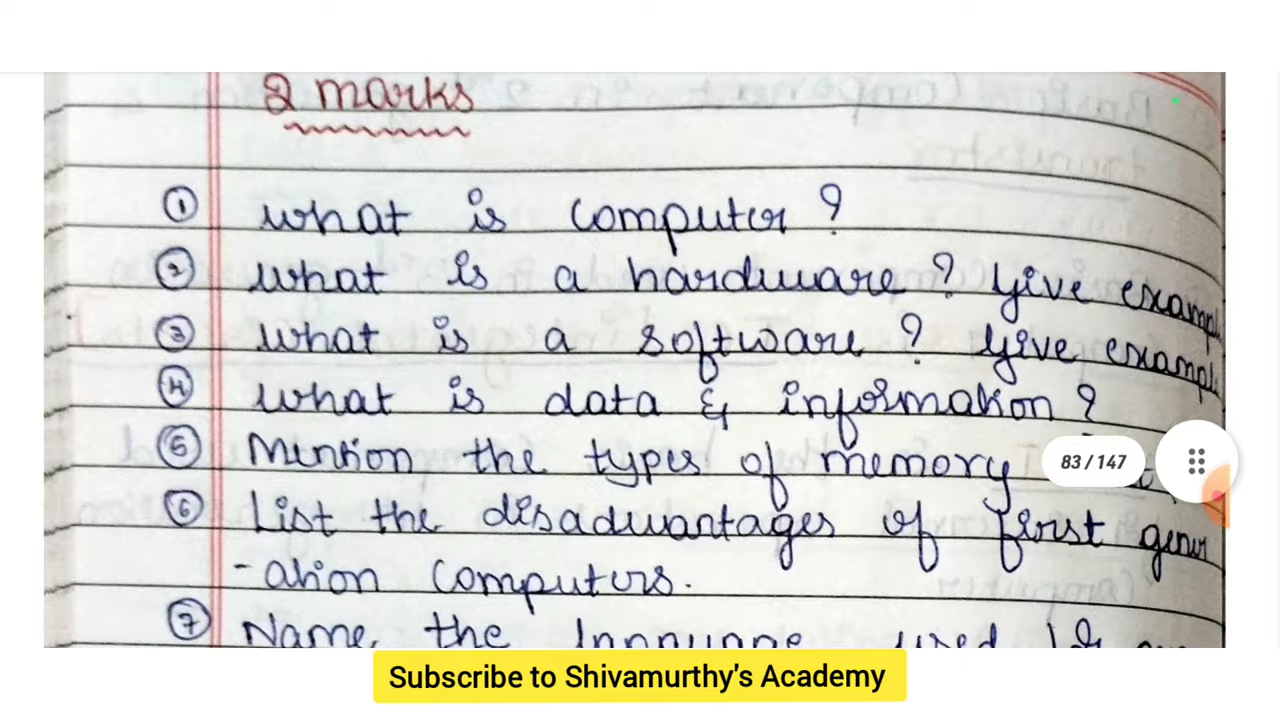 2 marks
① what is computer ?
② what is a hardware ? Give exampl
③ what is a software ? Give exampl
④ what is data & information ?
⑤ Mention the types of memory
83 / 147
⑥ List the disadvantages of first gener
-ation computers.
⑦ Name the language used
Subscribe to Shivamurthy's Academy